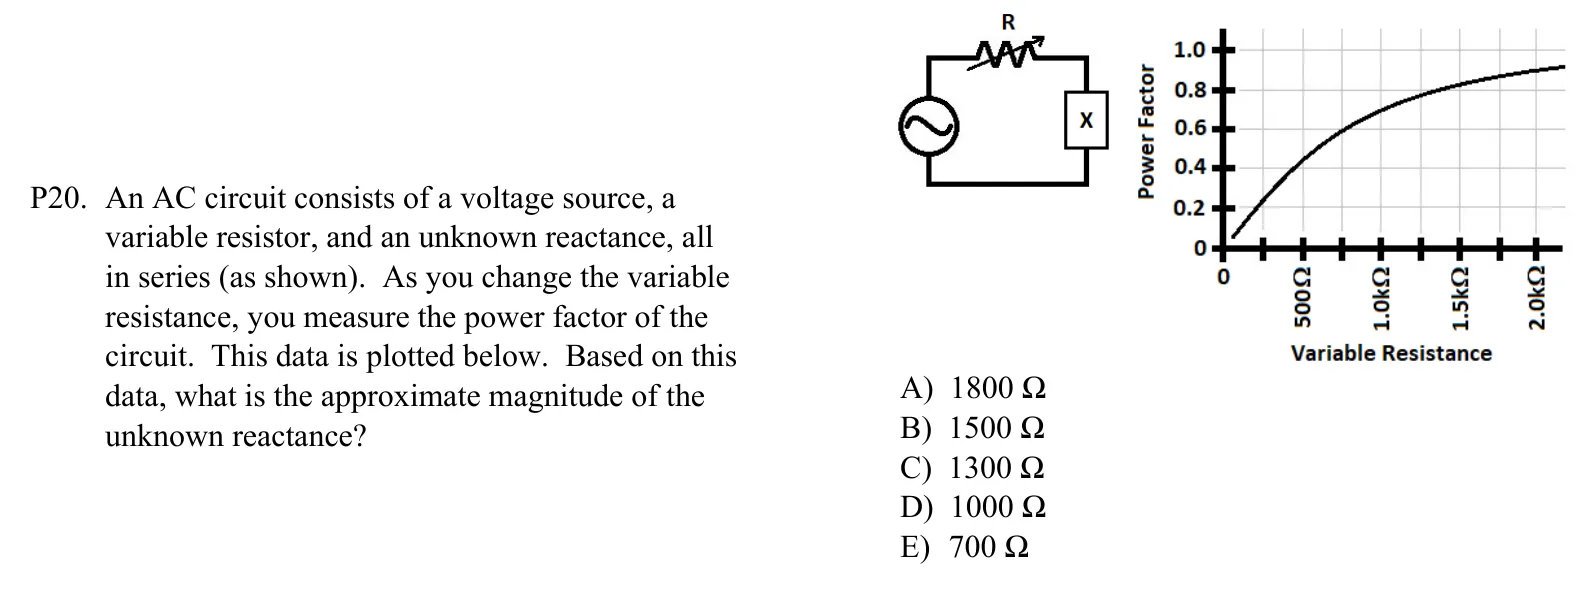 P20. An AC circuit consists of a voltage source, a
variable resistor, and an unknown reactance, all
in series (as shown). As you change the variable
resistance, you measure the power factor of the
circuit. This data is plotted below. Based on this
data, what is the approximate magnitude of the
unknown reactance?
R
X
Power Factor
1.0
0.8
0.6
0.4
0.2
0
0
500Ω
1.0kΩ
1.5kΩ
2.0kΩ
Variable Resistance
A) 1800 Ω
B) 1500 Ω
C) 1300 Ω
D) 1000 Ω
E) 700 Ω